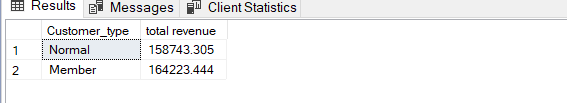 Results Messages Client Statistics
Customer_type total revenue
1 Normal 158743.305
2 Member 164223.444